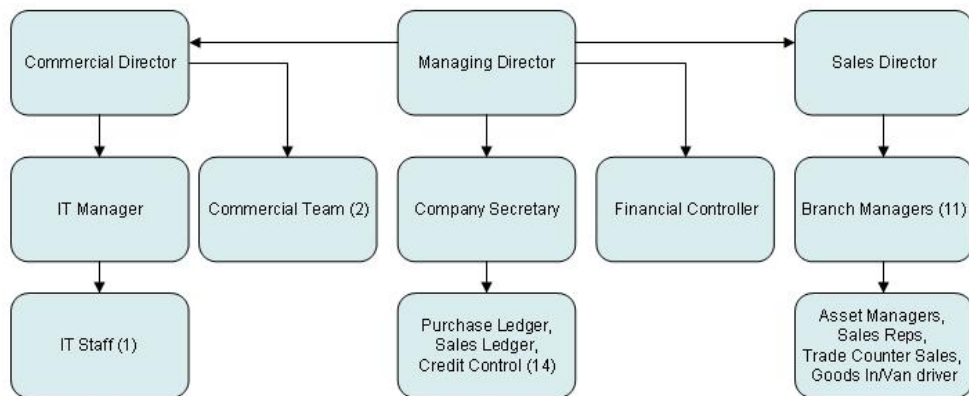 Commercial Director
Managing Director
Sales Director
IT Manager
Commercial Team (2)
Company Secretary
Financial Controller
Branch Managers (11)
IT Staff (1)
Purchase Ledger,
Sales Ledger,
Credit Control (14)
Asset Managers,
Sales Reps,
Trade Counter Sales,
Goods In/Van driver